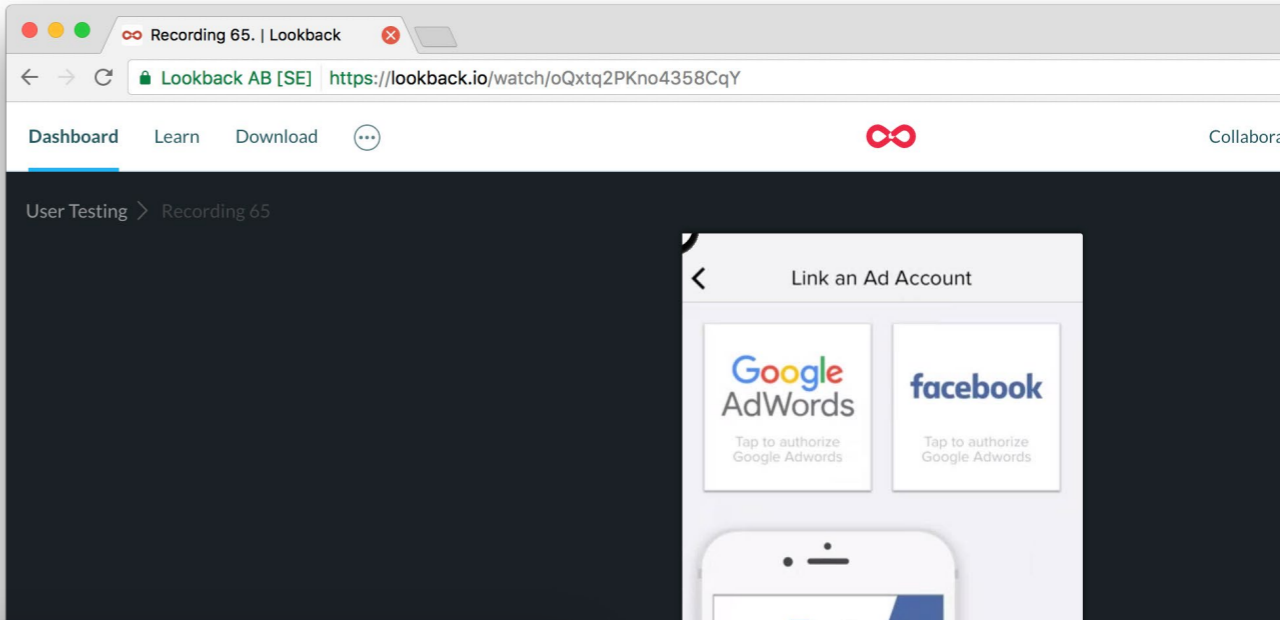 Recording 65. | Lookback
Lookback AB [SE] https://lookback.io/watch/oQxtq2PKno4358CqY
Dashboard Learn Download Collabora
User Testing > Recording 65
Link an Ad Account
Google
AdWords
Tap to authorize
Google Adwords
facebook
Tap to authorize
Google Adwords